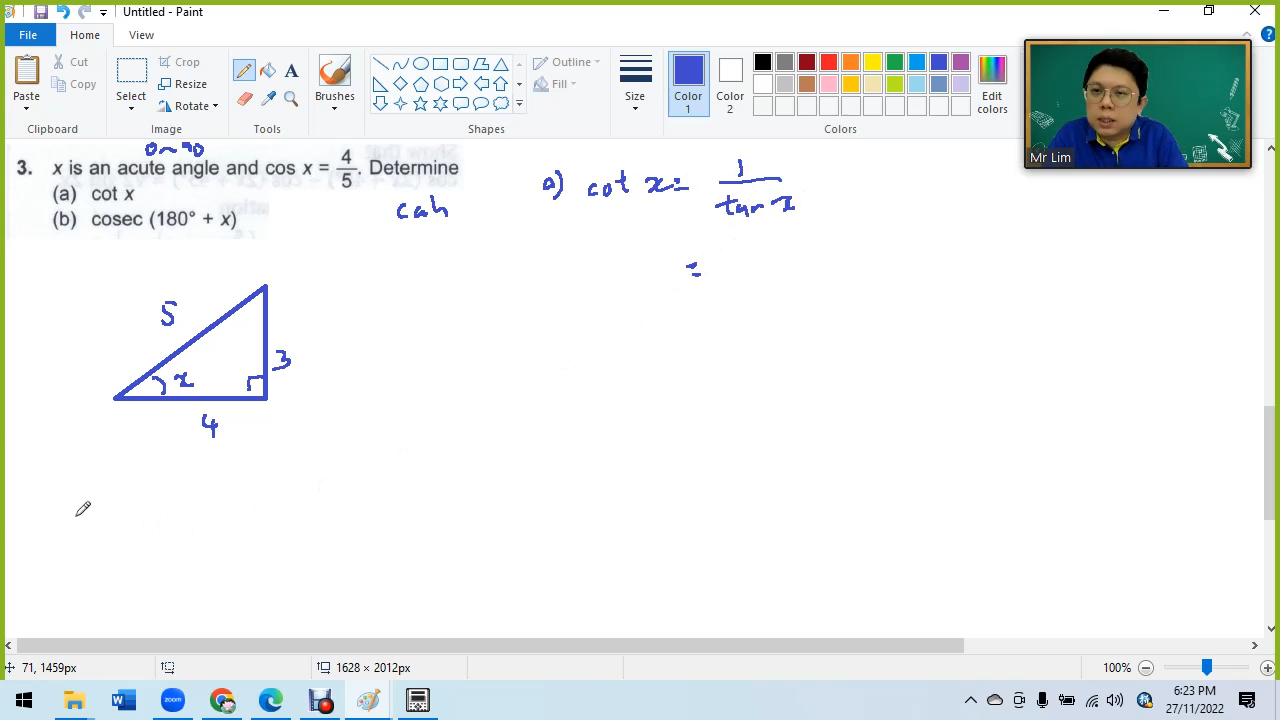 Untitled - Paint
File Home View
Paste
Cut
Copy
Clipboard
Select
Crop
Resize
Rotate
Image
A
Tools
Brushes
Shapes
Outline
Fill
Size
Color 1
Color 2
Edit colors
Colors
Mr Lim
0 ~ 90
3. x is an acute angle and cos x = 4/5. Determine
(a) cot x
(b) cosec (180° + x)
cah
a) cot x = 1/tan x
=
5
3
x
4
71, 1459px
1628 × 2012px
100%
W
zoom
6:23 PM
27/11/2022